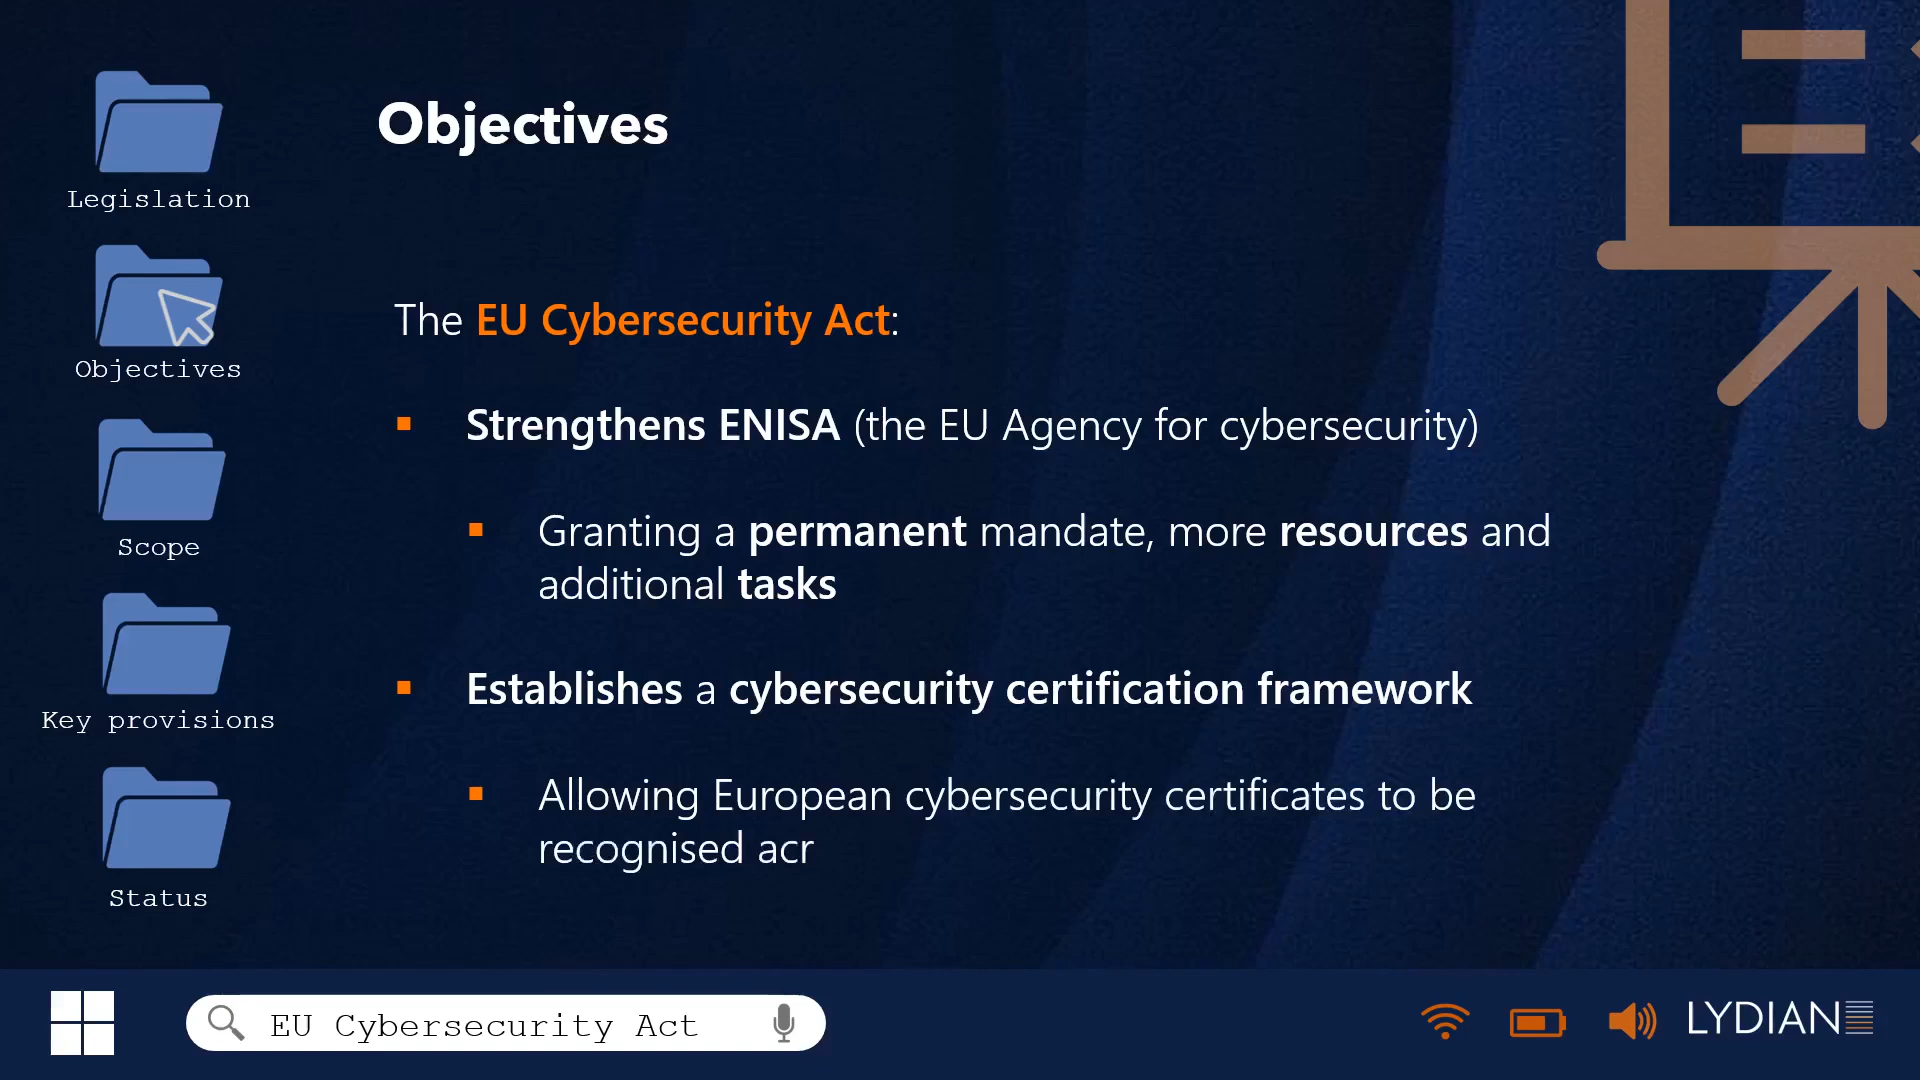 Legislation
Objectives
Scope
Key provisions
Status
Objectives
The EU Cybersecurity Act:
Strengthens ENISA (the EU Agency for cybersecurity)
Granting a permanent mandate, more resources and
additional tasks
Establishes a cybersecurity certification framework
Allowing European cybersecurity certificates to be
recognised acr
EU Cybersecurity Act
LYDIAN